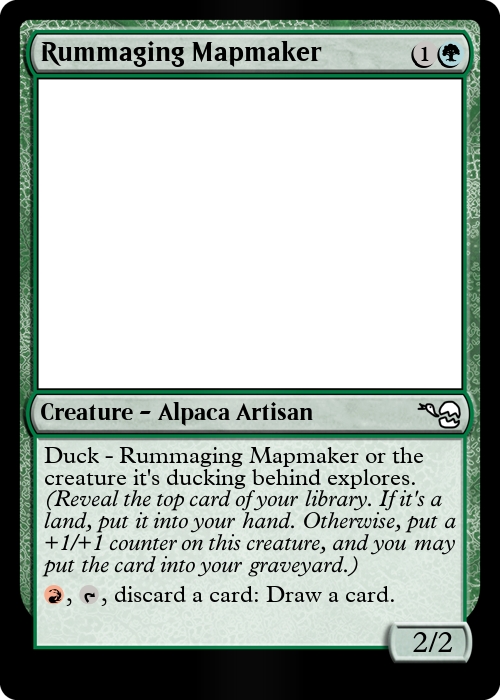 Rummaging Mapmaker 1
Creature – Alpaca Artisan
Duck - Rummaging Mapmaker or the
creature it's ducking behind explores.
(Reveal the top card of your library. If it's a
land, put it into your hand. Otherwise, put a
+1/+1 counter on this creature, and you may
put the card into your graveyard.)
, , discard a card: Draw a card.
2/2